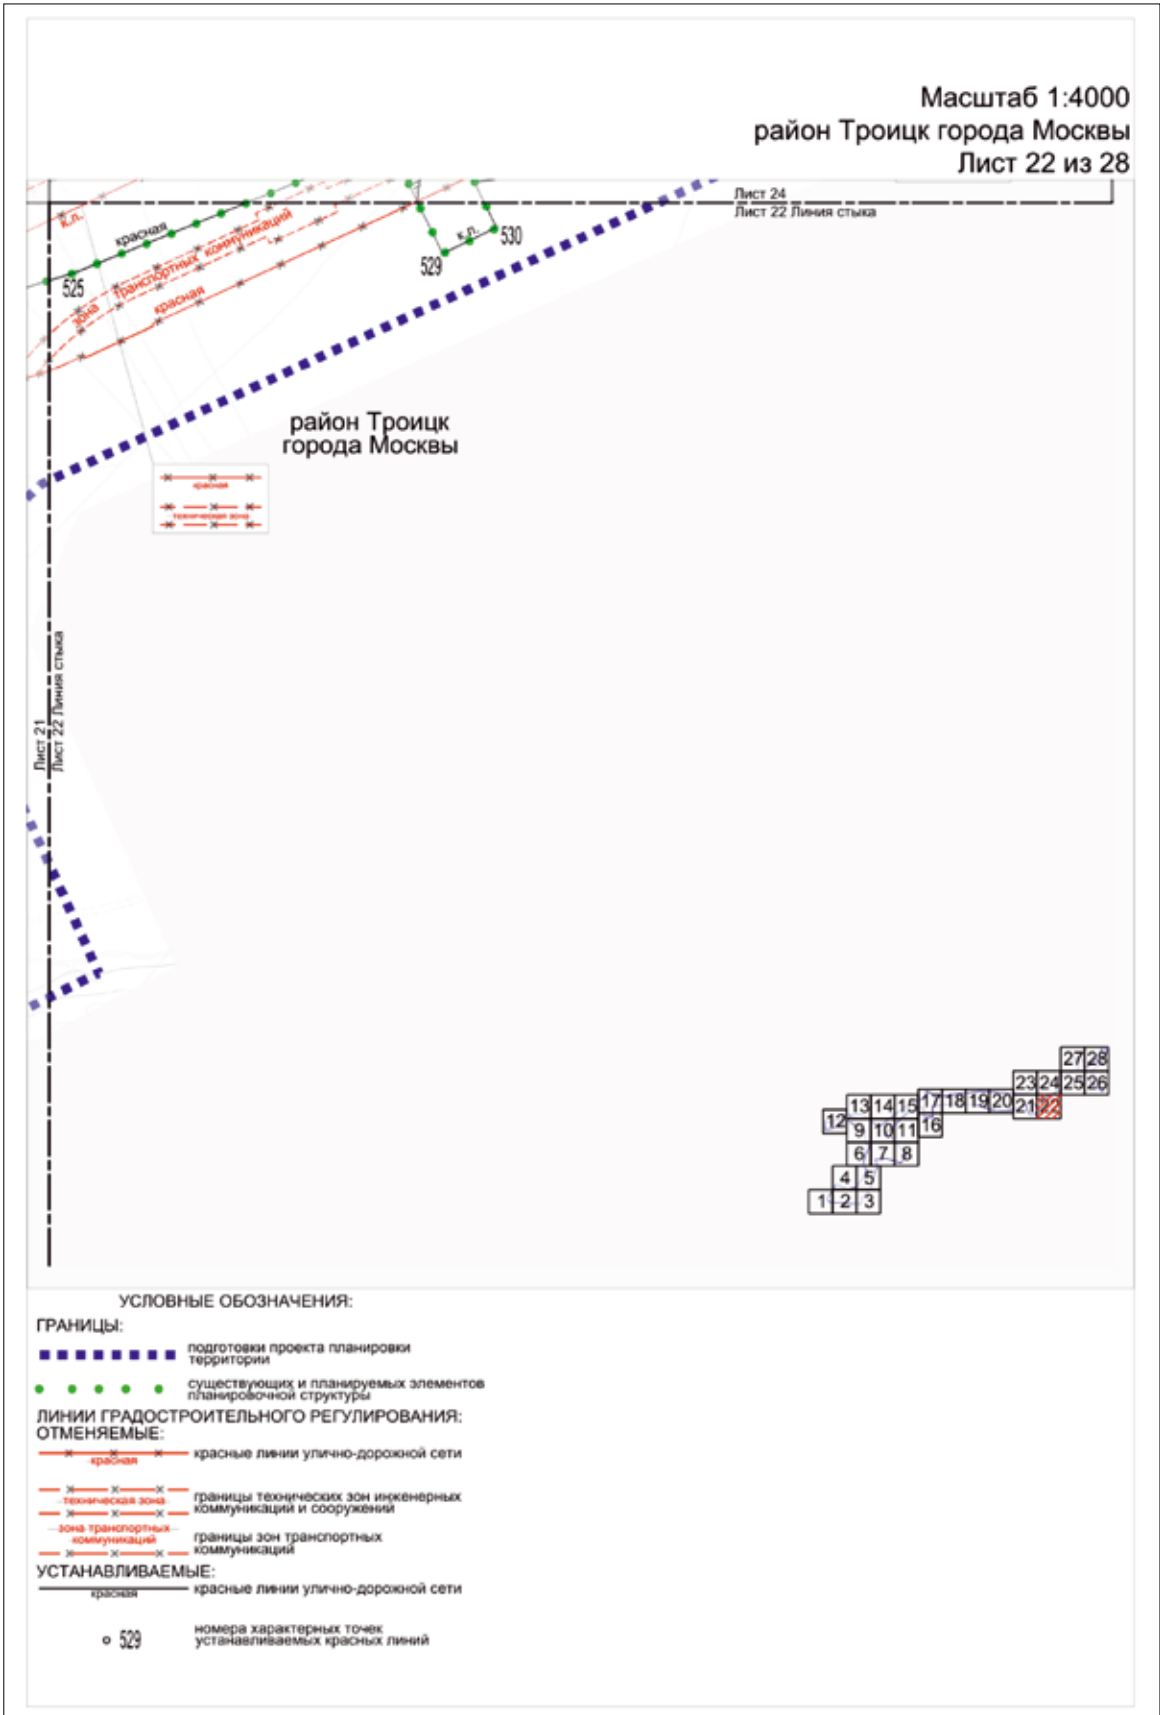 Масштаб 1:4000
район Троицк города Москвы
Лист 22 из 28
Лист 24
Лист 22 Линия стыка
к.л.
красная
525
зона транспортных коммуникаций
красная
529
к.л.
530
район Троицк
города Москвы
красная
техническая зона
Лист 21
Лист 22 Линия стыка
27 28
23 24 25 26
13 14 15 17 18 19 20 21 22
12 9 10 11 16
6 7 8
4 5
1 2 3
УСЛОВНЫЕ ОБОЗНАЧЕНИЯ:
ГРАНИЦЫ:
подготовки проекта планировки
территории
существующих и планируемых элементов
планировочной структуры
ЛИНИИ ГРАДОСТРОИТЕЛЬНОГО РЕГУЛИРОВАНИЯ:
ОТМЕНЯЕМЫЕ:
красная
красные линии улично-дорожной сети
техническая зона
границы технических зон инженерных
коммуникаций и сооружений
зона транспортных
коммуникаций
границы зон транспортных
коммуникаций
УСТАНАВЛИВАЕМЫЕ:
красная
красные линии улично-дорожной сети
529
номера характерных точек
устанавливаемых красных линий